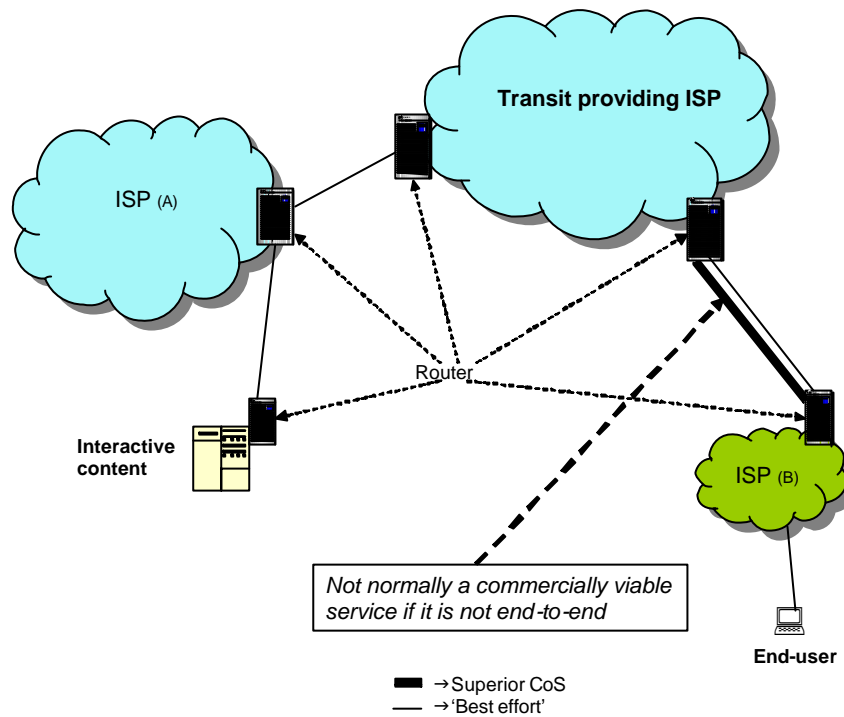 Transit providing ISP
ISP (A)
Router
Interactive
content
ISP (B)
Not normally a commercially viable
service if it is not end-to-end
End-user
→Superior CoS
→‘Best effort’